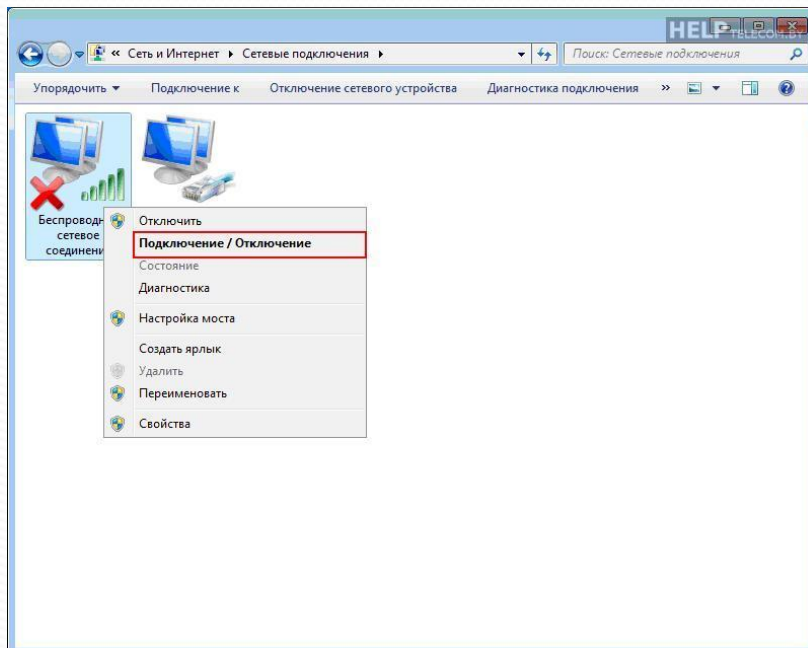 HELP TELECOM.BY
« Сеть и Интернет ▸ Сетевые подключения ▸
Поиск: Сетевые подключения
Упорядочить ▾ Подключение к Отключение сетевого устройства Диагностика подключения »
Беспроводн
сетевое
соединени
Отключить
Подключение / Отключение
Состояние
Диагностика
Настройка моста
Создать ярлык
Удалить
Переименовать
Свойства